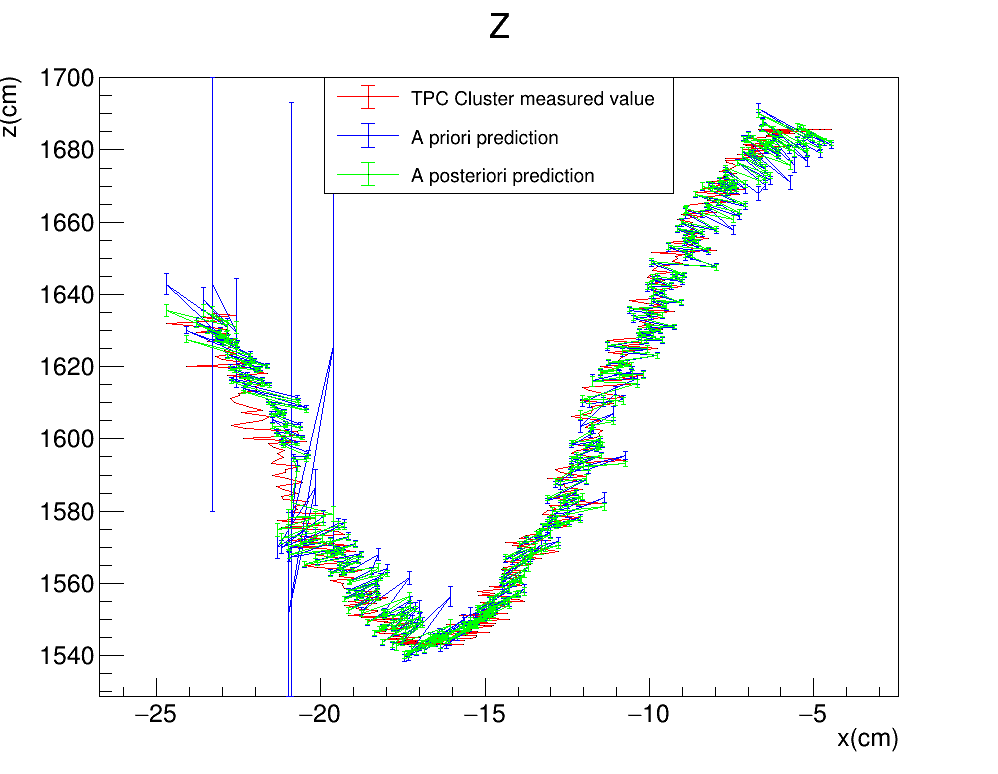 Z
z(cm)
1700
1680
1660
1640
1620
1600
1580
1560
1540
TPC Cluster measured value
A priori prediction
A posteriori prediction
−25
−20
−15
−10
−5
x(cm)